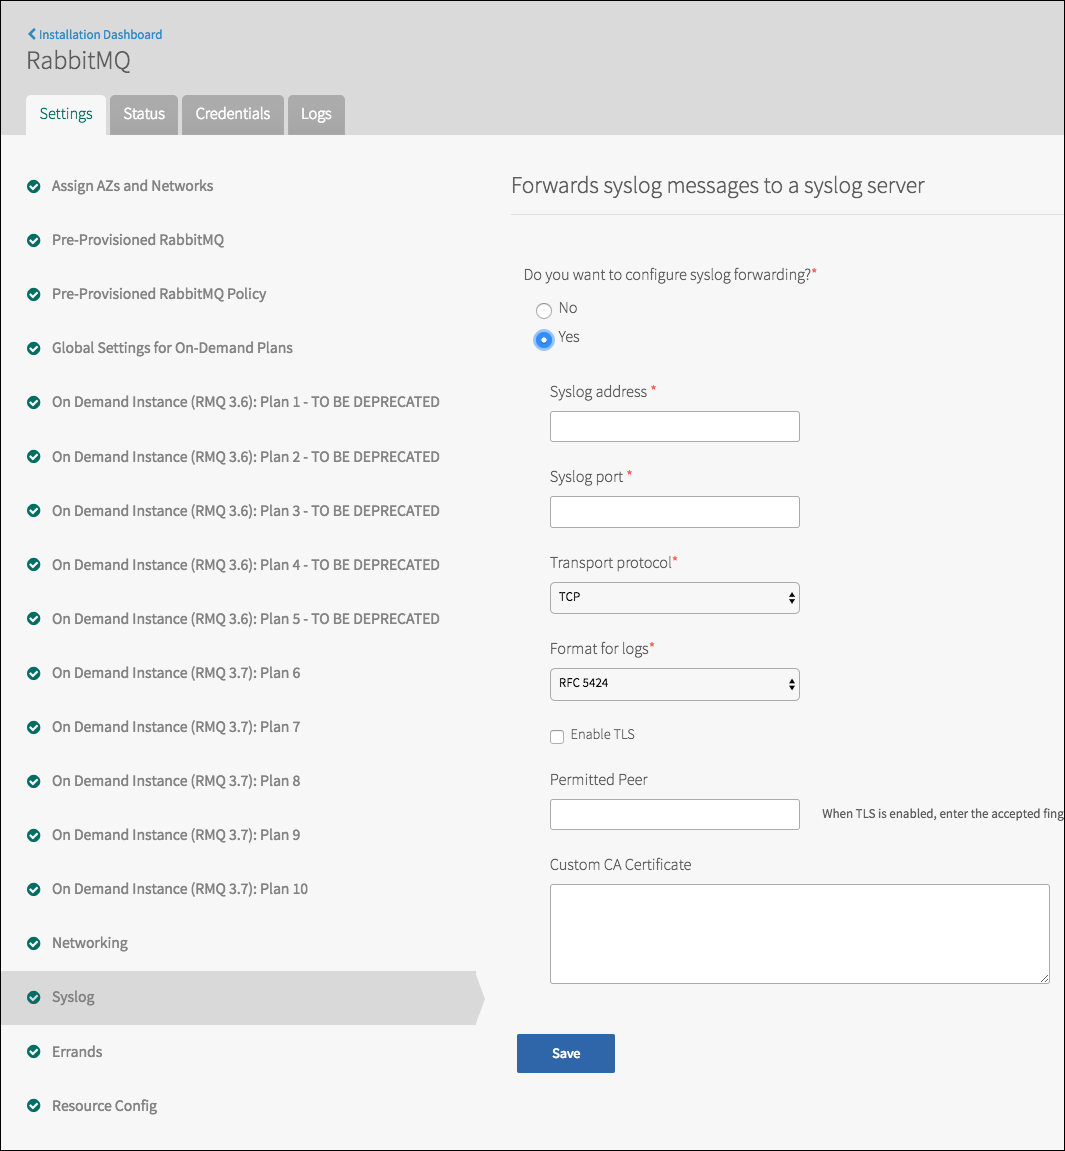 Installation Dashboard
RabbitMQ
Settings Status Credentials Logs
Assign AZs and Networks
Pre-Provisioned RabbitMQ
Pre-Provisioned RabbitMQ Policy
Global Settings for On-Demand Plans
On Demand Instance (RMQ 3.6): Plan 1 - TO BE DEPRECATED
On Demand Instance (RMQ 3.6): Plan 2 - TO BE DEPRECATED
On Demand Instance (RMQ 3.6): Plan 3 - TO BE DEPRECATED
On Demand Instance (RMQ 3.6): Plan 4 - TO BE DEPRECATED
On Demand Instance (RMQ 3.6): Plan 5 - TO BE DEPRECATED
On Demand Instance (RMQ 3.7): Plan 6
On Demand Instance (RMQ 3.7): Plan 7
On Demand Instance (RMQ 3.7): Plan 8
On Demand Instance (RMQ 3.7): Plan 9
On Demand Instance (RMQ 3.7): Plan 10
Networking
Syslog
Errands
Resource Config
Forwards syslog messages to a syslog server
Do you want to configure syslog forwarding?*
No
Yes
Syslog address *
Syslog port *
Transport protocol*
TCP
Format for logs*
RFC 5424
Enable TLS
Permitted Peer
When TLS is enabled, enter the accepted fing
Custom CA Certificate
Save